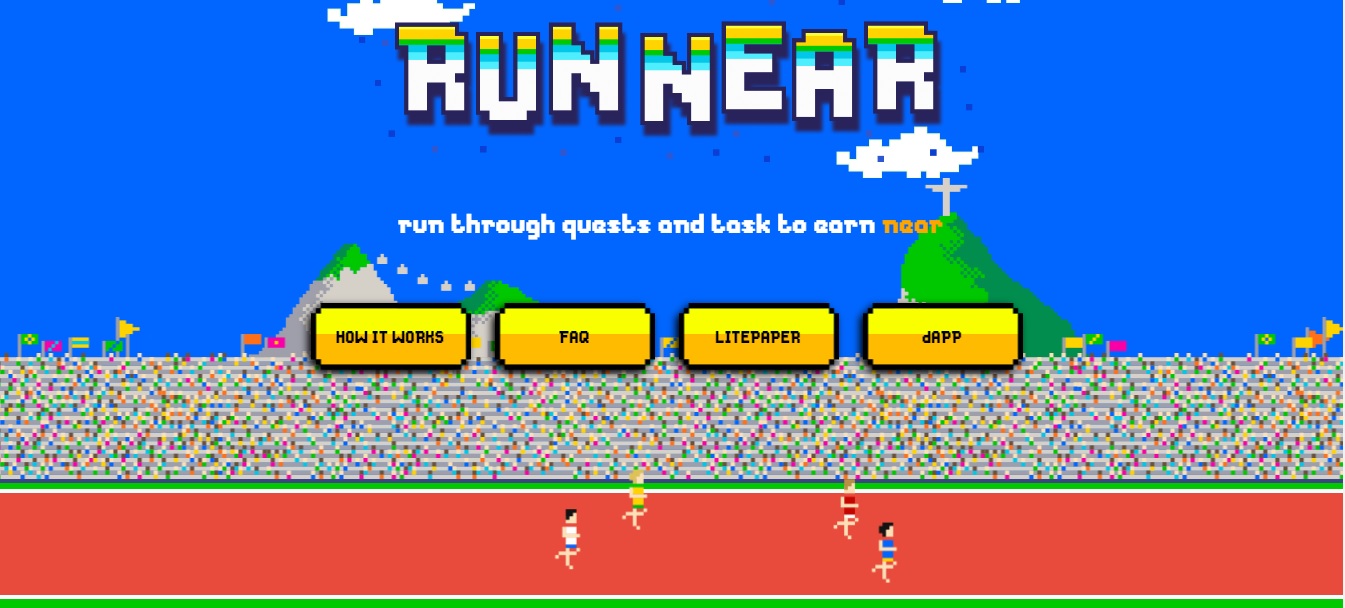 RUN NEAR
run through quests and task to earn near
HOW IT WORKS
FAQ
LITEPAPER
dAPP